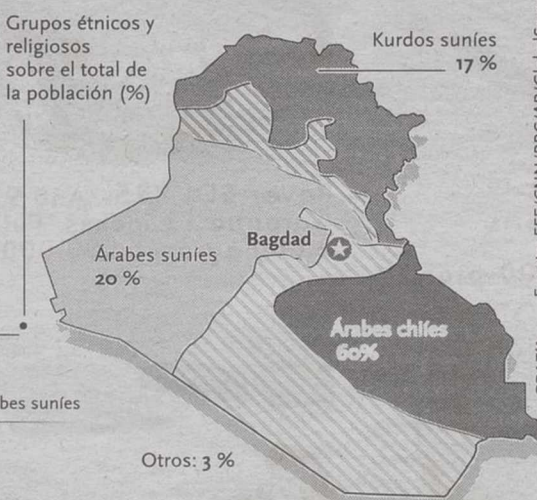 Grupos étnicos y
religiosos
sobre el total de
la población (%)
Kurdos suníes
17 %
Bagdad
Árabes suníes
20 %
Árabes chiíes
60%
bes suníes
Otros: 3 %